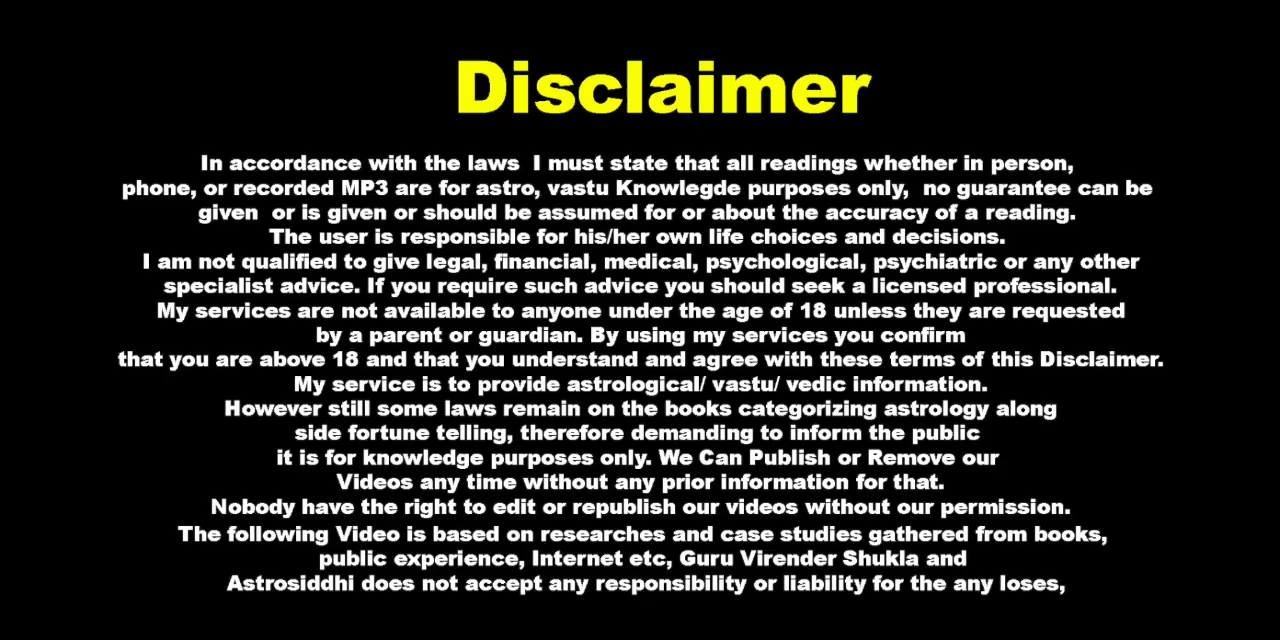 Disclaimer
In accordance with the laws  I must state that all readings whether in person,
phone, or recorded MP3 are for astro, vastu Knowlegde purposes only,  no guarantee can be
given  or is given or should be assumed for or about the accuracy of a reading.
The user is responsible for his/her own life choices and decisions.
I am not qualified to give legal, financial, medical, psychological, psychiatric or any other
specialist advice. If you require such advice you should seek a licensed professional.
My services are not available to anyone under the age of 18 unless they are requested
by a parent or guardian. By using my services you confirm
that you are above 18 and that you understand and agree with these terms of this Disclaimer.
My service is to provide astrological/ vastu/ vedic information.
However still some laws remain on the books categorizing astrology along
side fortune telling, therefore demanding to inform the public
it is for knowledge purposes only. We Can Publish or Remove our
Videos any time without any prior information for that.
Nobody have the right to edit or republish our videos without our permission.
The following Video is based on researches and case studies gathered from books,
public experience, Internet etc, Guru Virender Shukla and
Astrosiddhi does not accept any responsibility or liability for the any loses,